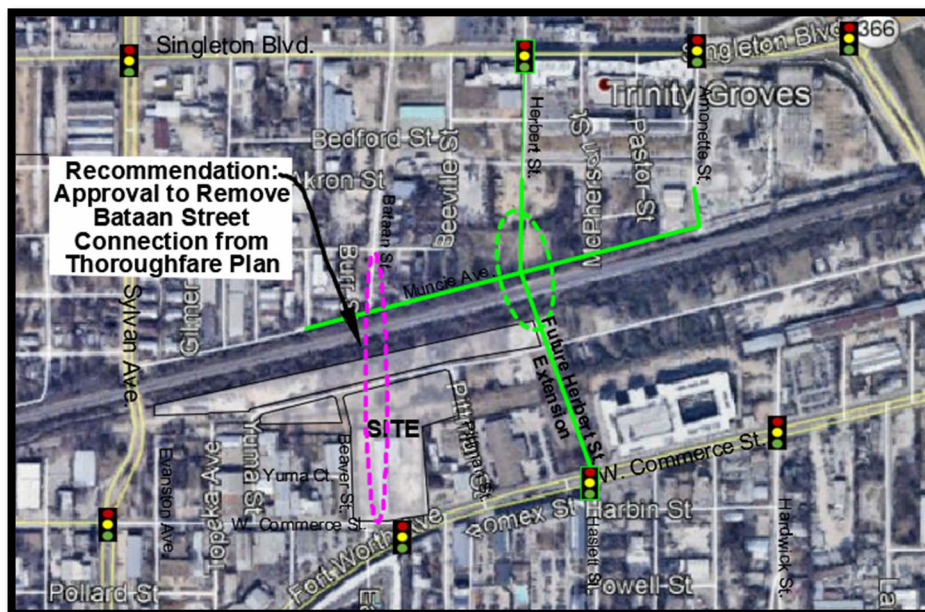 Singleton Blvd.
Singleton Blvd
366
Trinity Groves
Herbert St.
Amonette St.
Bedford St
St
Pastor St
McPherson St
Recommendation:
Approval to Remove
Bataan Street
Connection from
Thoroughfare Plan
Akron St
Bataan St.
Beeville St
Burr S
Muncie Ave.
Gilmer
Sylvan Ave.
Future Herbert St.
Extension
SITE
Yuma St
Yuma Ct.
Beaver St.
Topeka Ave
Evanston Ave
W. Commerce St.
W. Commerce St.
Fort Worth Ave
Comex St
Harbin St
Haslett St.
Hardwick St.
Powell St
Pollard St
La